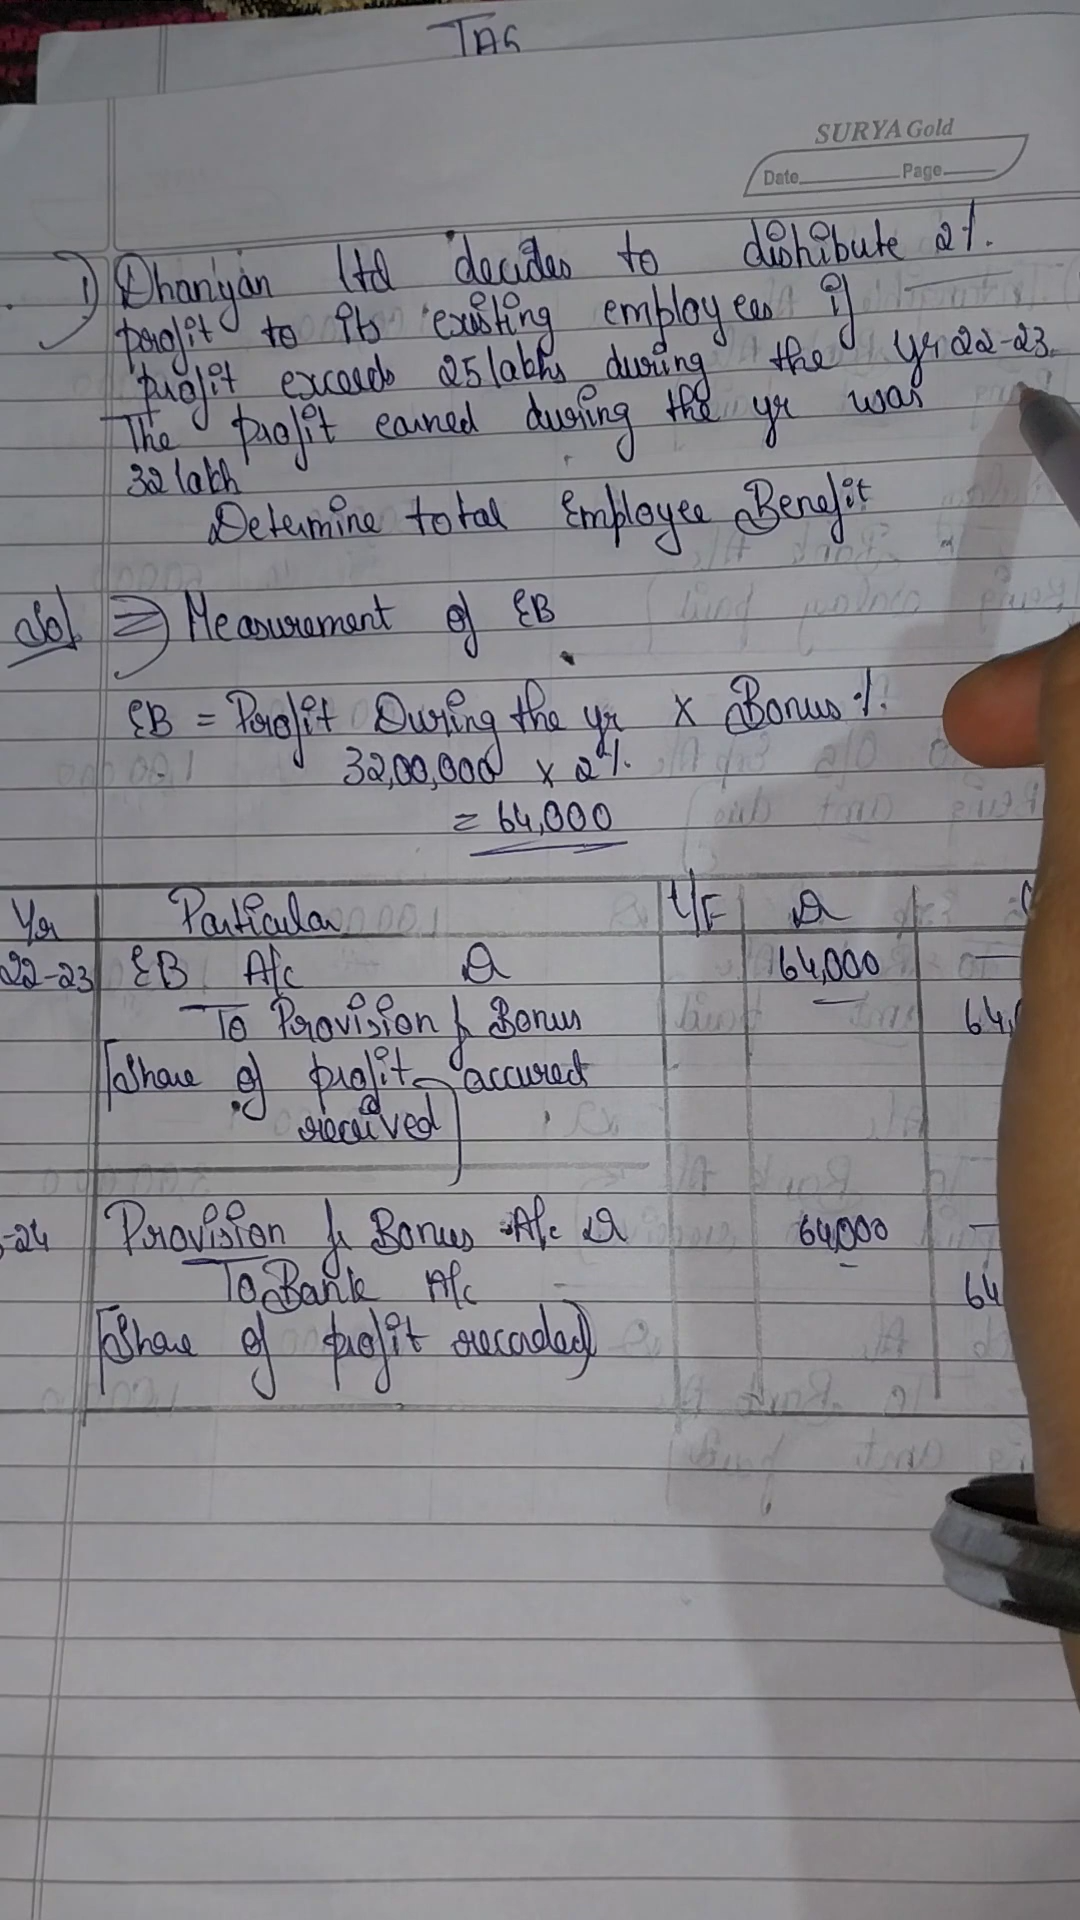 TAS
SURYA Gold
Date Page
1) Dhanyan ltd decides to distribute 2%
profit to its existing employees if
profit exceeds 25 lakhs during the yr 22-23.
The profit earned during the yr was
32 lakh
Determine total Employee Benefit
Sol ⇒ Measurement of EB
EB = Profit During the yr x Bonus %
32,00,000 x 2%
= 64,000
Yr Particular L/F Dr
22-23 EB A/c Dr 64,000 —
To Provision fr Bonus 64,
[Share of profit accured
received]
-24 Provision fr Bonus A/c Dr 64,000 —
To Bank A/c 64
[Share of profit recorded]